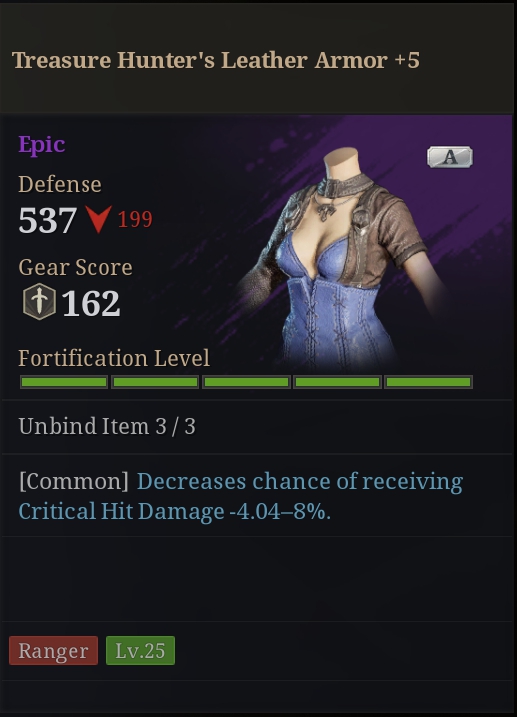 Treasure Hunter's Leather Armor +5
Epic
A
Defense
537 199
Gear Score
162
Fortification Level
Unbind Item 3 / 3
[Common] Decreases chance of receiving
Critical Hit Damage -4.04–8%.
Ranger Lv.25